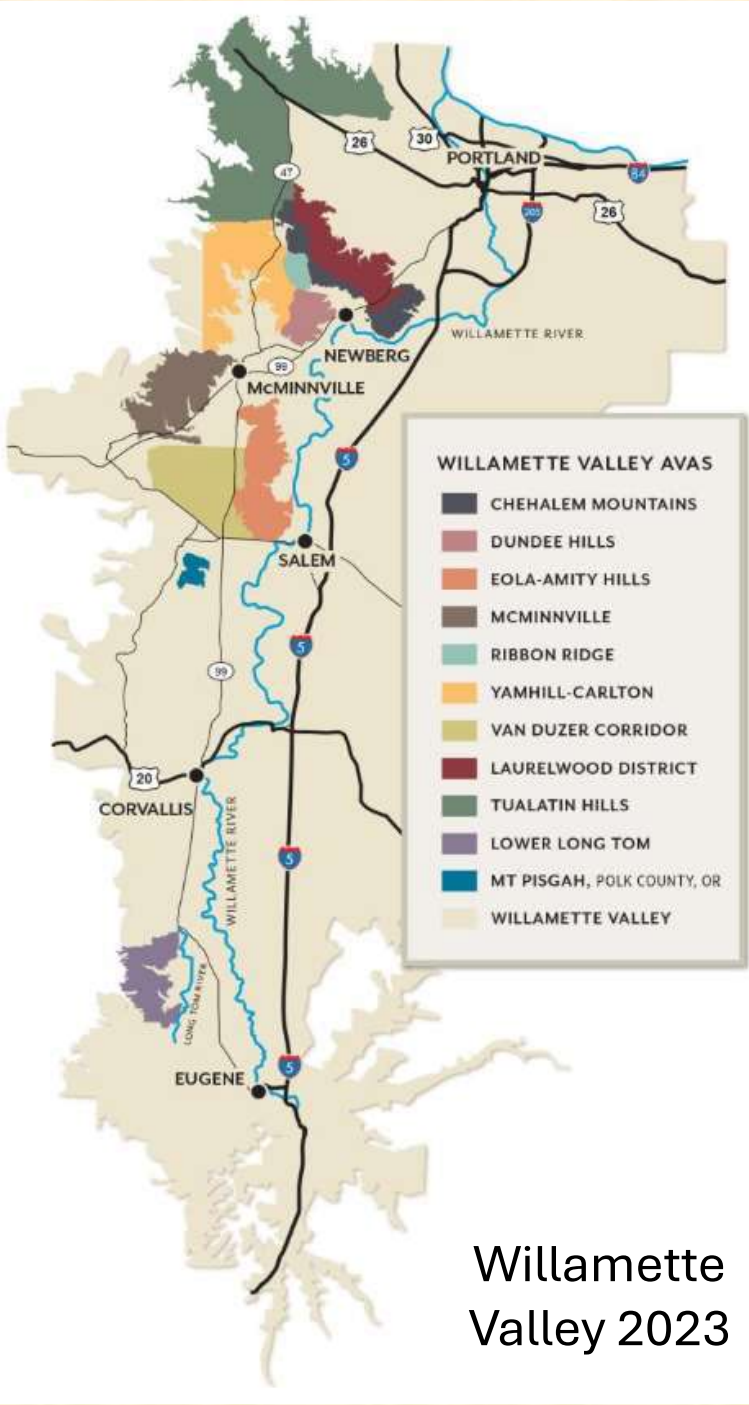 26
30
PORTLAND
84
47
205
26
WILLAMETTE RIVER
NEWBERG
99
McMINNVILLE
5
SALEM
5
99
20
CORVALLIS
WILLAMETTE RIVER
5
LONG TOM RIVER
5
EUGENE
WILLAMETTE VALLEY AVAS
CHEHALEM MOUNTAINS
DUNDEE HILLS
EOLA-AMITY HILLS
MCMINNVILLE
RIBBON RIDGE
YAMHILL-CARLTON
VAN DUZER CORRIDOR
LAURELWOOD DISTRICT
TUALATIN HILLS
LOWER LONG TOM
MT PISGAH, POLK COUNTY, OR
WILLAMETTE VALLEY
Willamette
Valley 2023